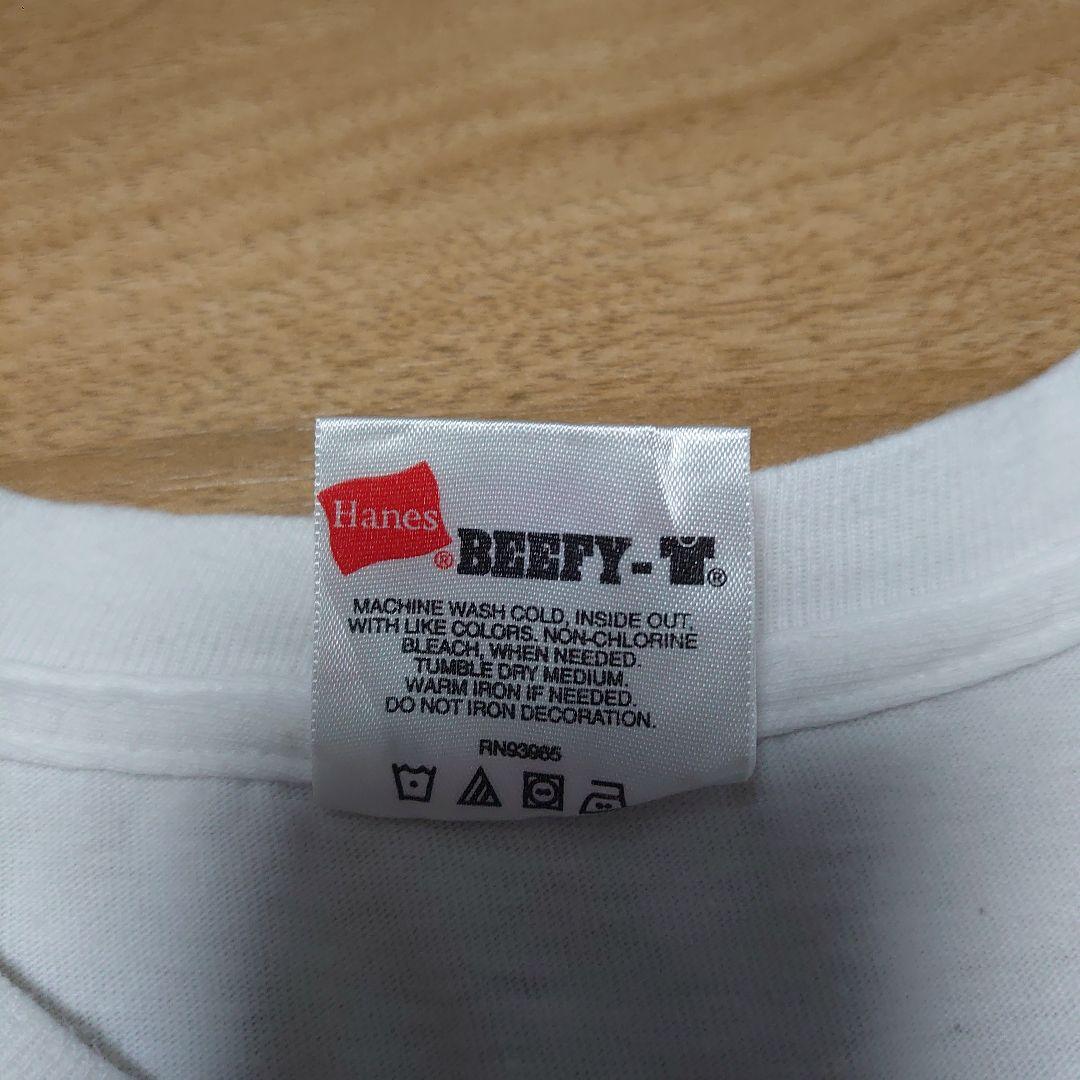 Hanes® BEEFY-T®
MACHINE WASH COLD, INSIDE OUT,
WITH LIKE COLORS. NON-CHLORINE
BLEACH, WHEN NEEDED.
TUMBLE DRY MEDIUM.
WARM IRON IF NEEDED.
DO NOT IRON DECORATION.
RN93965